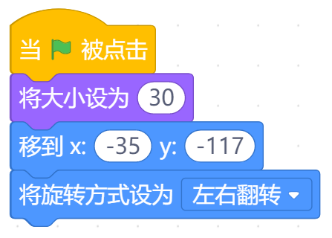 当 被点击
将大小设为 30
移到 x: -35 y: -117
将旋转方式设为 左右翻转